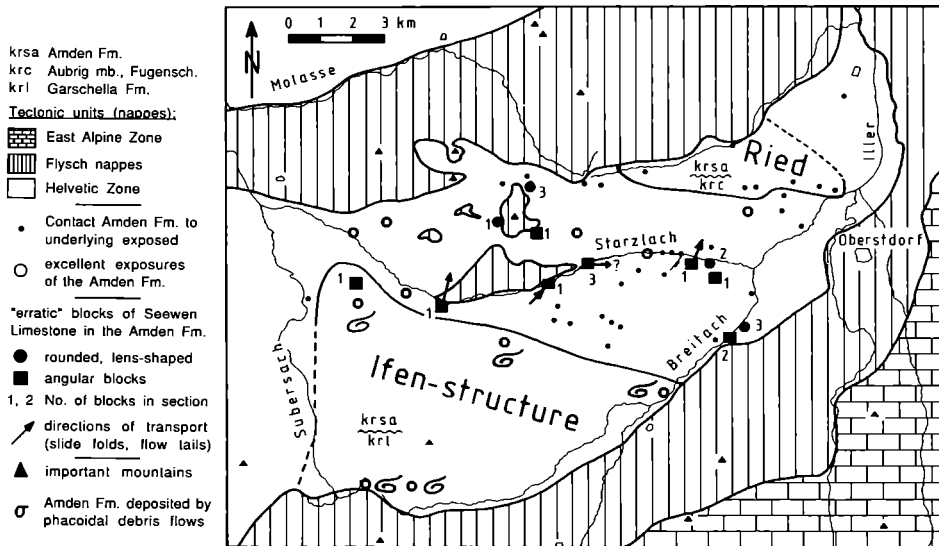 krsa Amden Fm.
krc Aubrig mb., Fugensch.
krl Garschella Fm.
Tectonic units (nappes):
East Alpine Zone
Flysch nappes
Helvetic Zone
Contact Amden Fm. to
underlying exposed
excellent exposures
of the Amden Fm.
"erratic" blocks of Seewen
Limestone in the Amden Fm.
rounded, lens-shaped
angular blocks
1, 2 No. of blocks in section
directions of transport
(slide folds, flow tails)
important mountains
Amden Fm. deposited by
phacoidal debris flows
N
0 1 2 3 km
Molasse
Ried
krsa
krc
Iller
3
1
1
Starzlach
Oberstdorf
2
1
1
?
3
1
1
1
3
2
Breitach
Subersach
Ifen-structure
krsa
krl